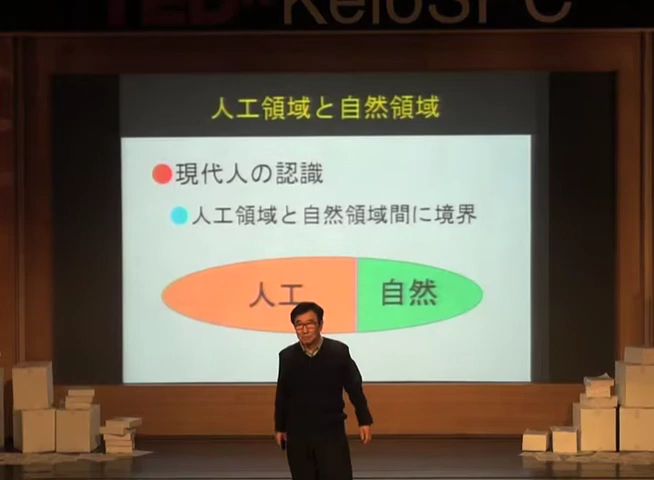 TEDx KeioSFC
人工領域と自然領域
現代人の認識
人工領域と自然領域間に境界
人工
自然